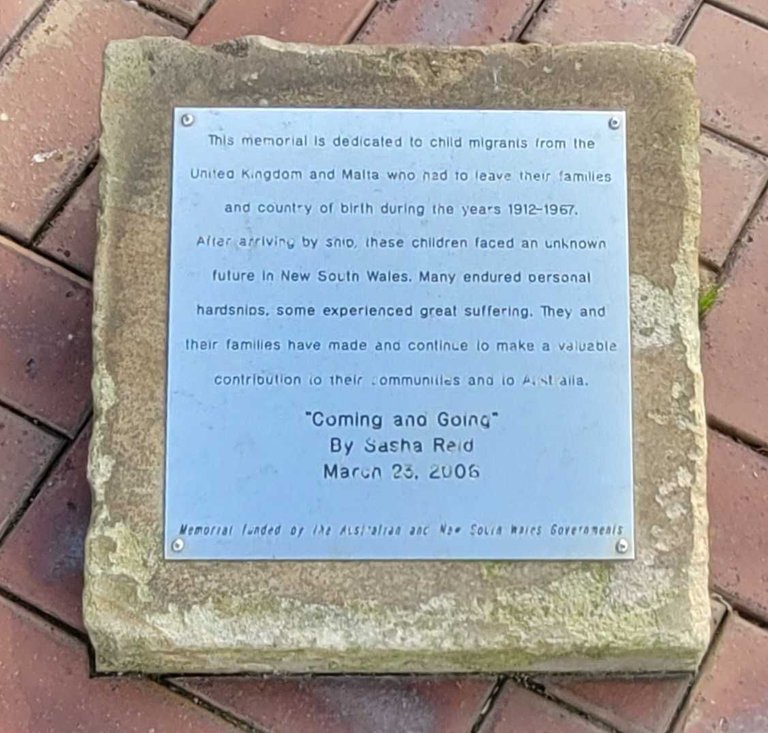 This memorial is dedicated to child migrants from the
United Kingdom and Malta who had to leave their families
and country of birth during the years 1912-1967.
After arriving by ship, these children faced an unknown
future in New South Wales. Many endured personal
hardships, some experienced great suffering. They and
their families have made and continue to make a valuable
contribution to their communities and to Australia.
"Coming and Going"
By Sasha Reid
March 23, 2006
Memorial funded by the Australian and New South Wales Governments